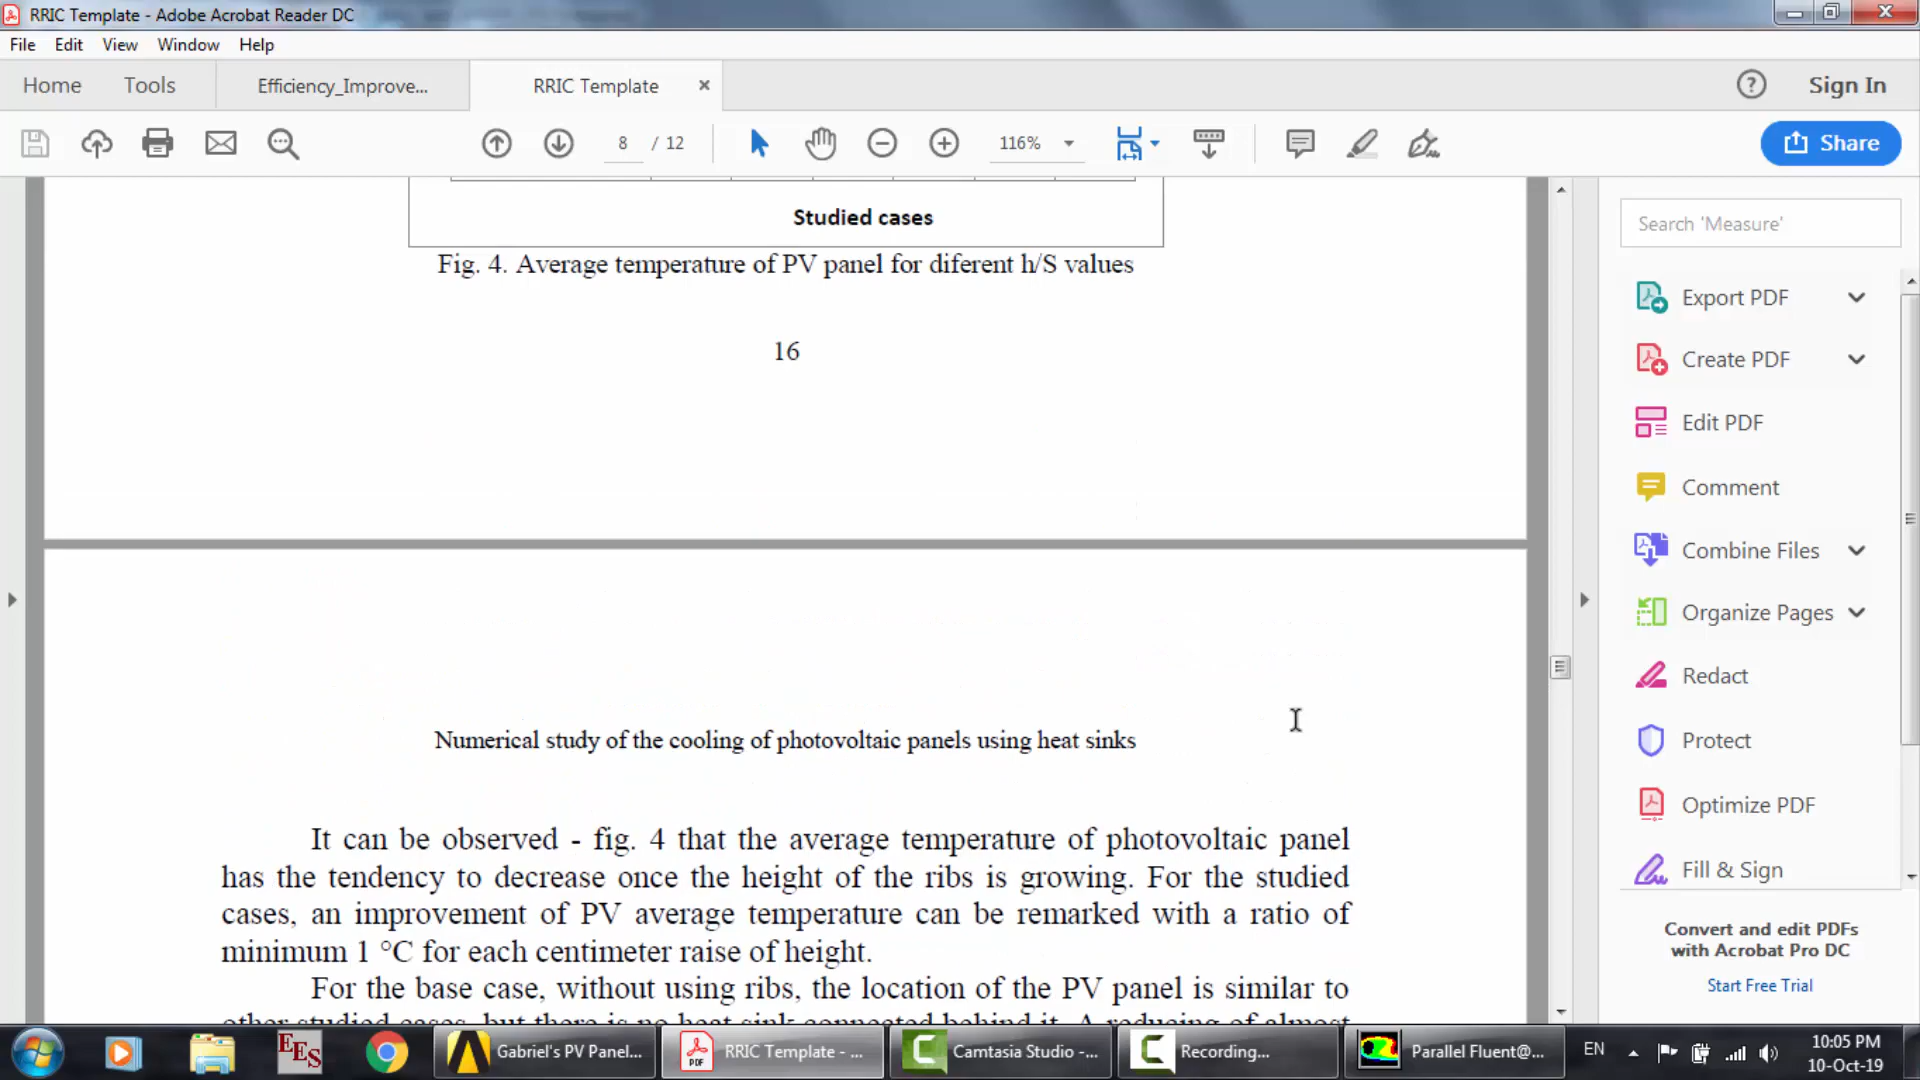 RRIC Template - Adobe Acrobat Reader DC
File Edit View Window Help
Home Tools Efficiency_Improve... RRIC Template Sign In
8 / 12 116% Share
Studied cases
Fig. 4. Average temperature of PV panel for diferent h/S values
16
Numerical study of the cooling of photovoltaic panels using heat sinks
It can be observed - fig. 4 that the average temperature of photovoltaic panel
has the tendency to decrease once the height of the ribs is growing. For the studied
cases, an improvement of PV average temperature can be remarked with a ratio of
minimum 1 °C for each centimeter raise of height.
For the base case, without using ribs, the location of the PV panel is similar to
other studied cases, but there is no heat sink connected behind it. A reducing of almost
Search 'Measure'
Export PDF
Create PDF
Edit PDF
Comment
Combine Files
Organize Pages
Redact
Protect
Optimize PDF
Fill & Sign
Convert and edit PDFs
with Acrobat Pro DC
Start Free Trial
EES Gabriel's PV Panel... RRIC Template - ... Camtasia Studio -... Recording... Parallel Fluent@... EN 10:05 PM
10-Oct-19